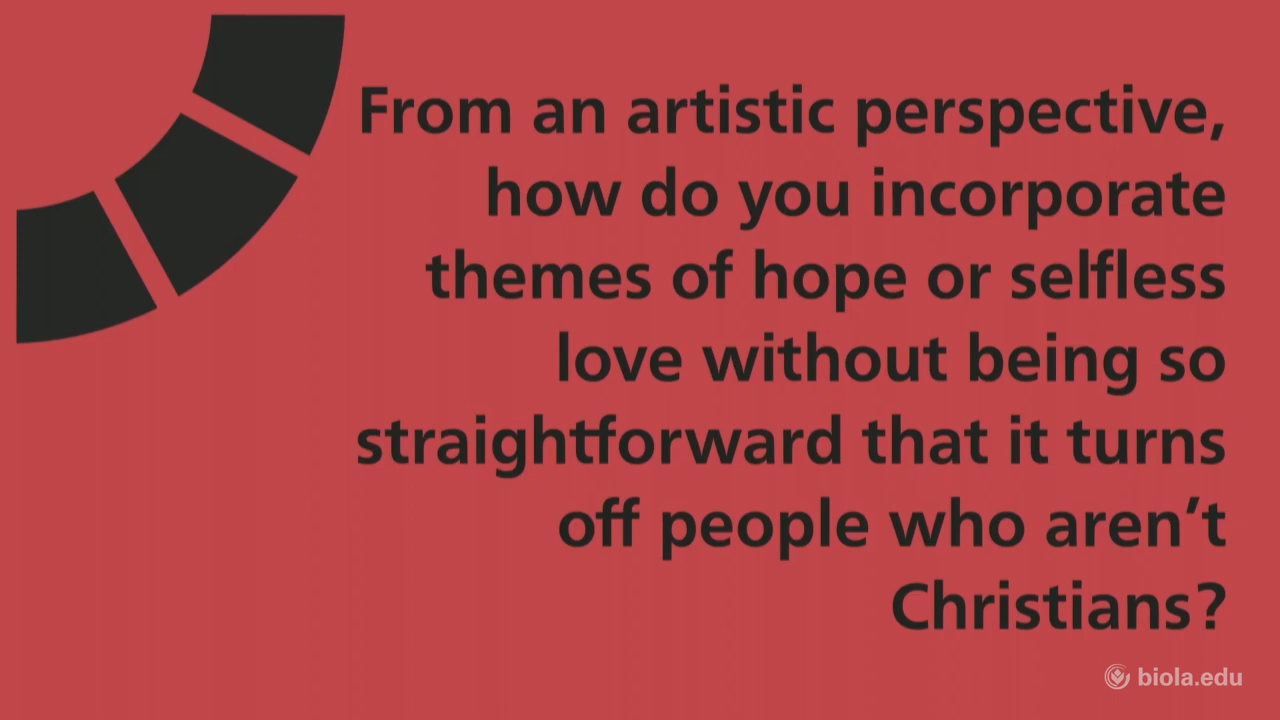 From an artistic perspective,
how do you incorporate
themes of hope or selfless
love without being so
straightforward that it turns
off people who aren’t
Christians?
biola.edu